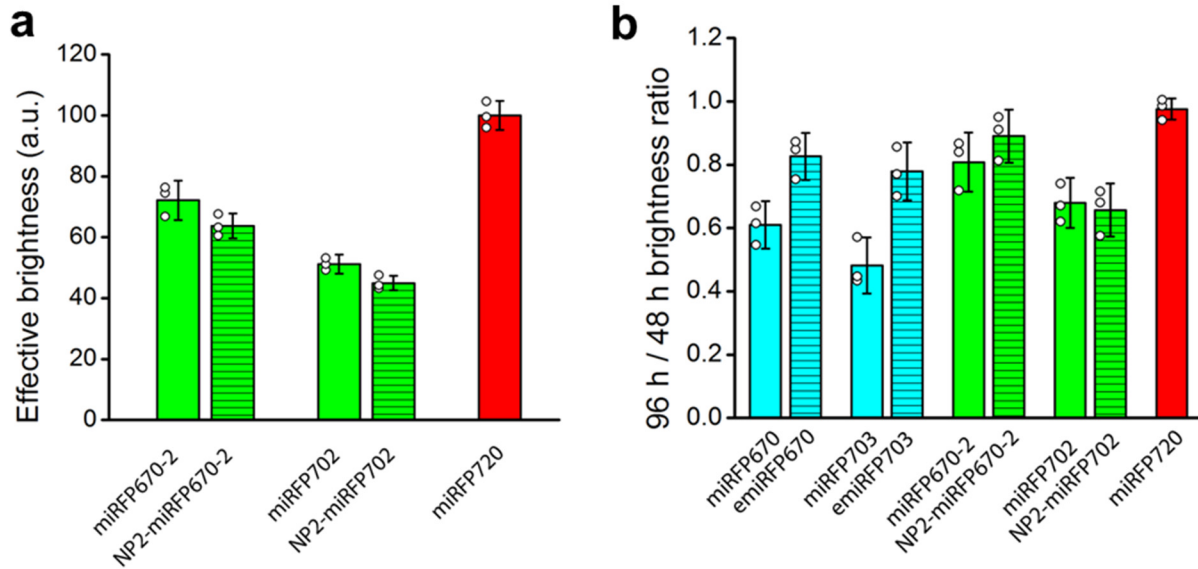 a
Effective brightness (a.u.)
120
100
80
60
40
20
0
miRFP670-2
NP2-miRFP670-2
miRFP702
NP2-miRFP702
miRFP720
b
96 h / 48 h brightness ratio
1.2
1.0
0.8
0.6
0.4
0.2
0.0
miRFP670
emiRFP670
miRFP703
emiRFP703
miRFP670-2
NP2-miRFP670-2
miRFP702
NP2-miRFP702
miRFP720